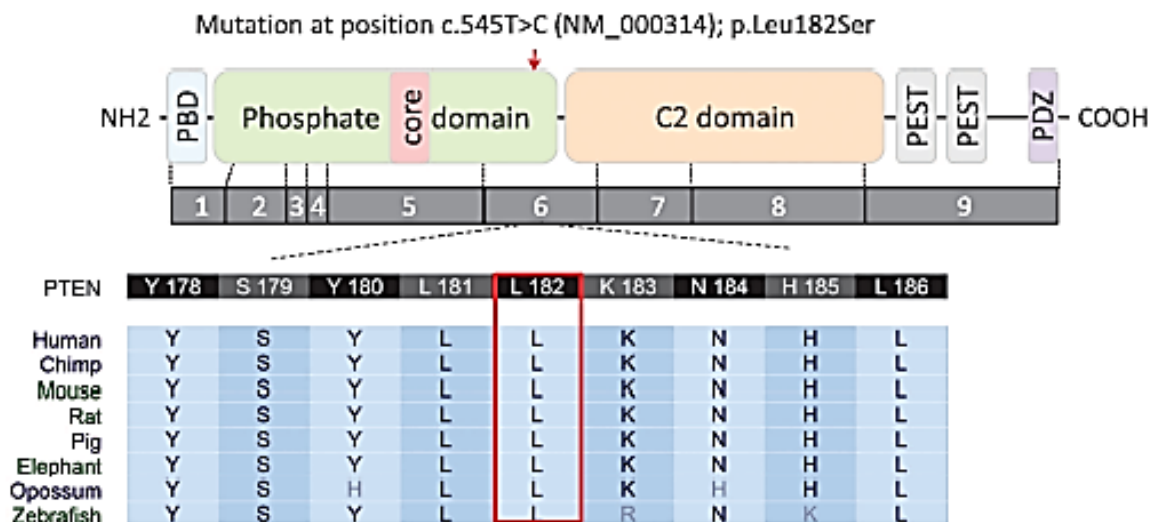 Mutation at position c.545T>C (NM_000314); p.Leu182Ser
NH2 PBD Phosphate core domain C2 domain PEST PEST PDZ COOH
1 2 3 4 5 6 7 8 9
PTEN Y 178 S 179 Y 180 L 181 L 182 K 183 N 184 H 185 L 186
Human Y S Y L L K N H L
Chimp Y S Y L L K N H L
Mouse Y S Y L L K N H L
Rat Y S Y L L K N H L
Pig Y S Y L L K N H L
Elephant Y S Y L L K N H L
Opossum Y S H L L K H H L
Zebrafish Y S Y L L R N K L